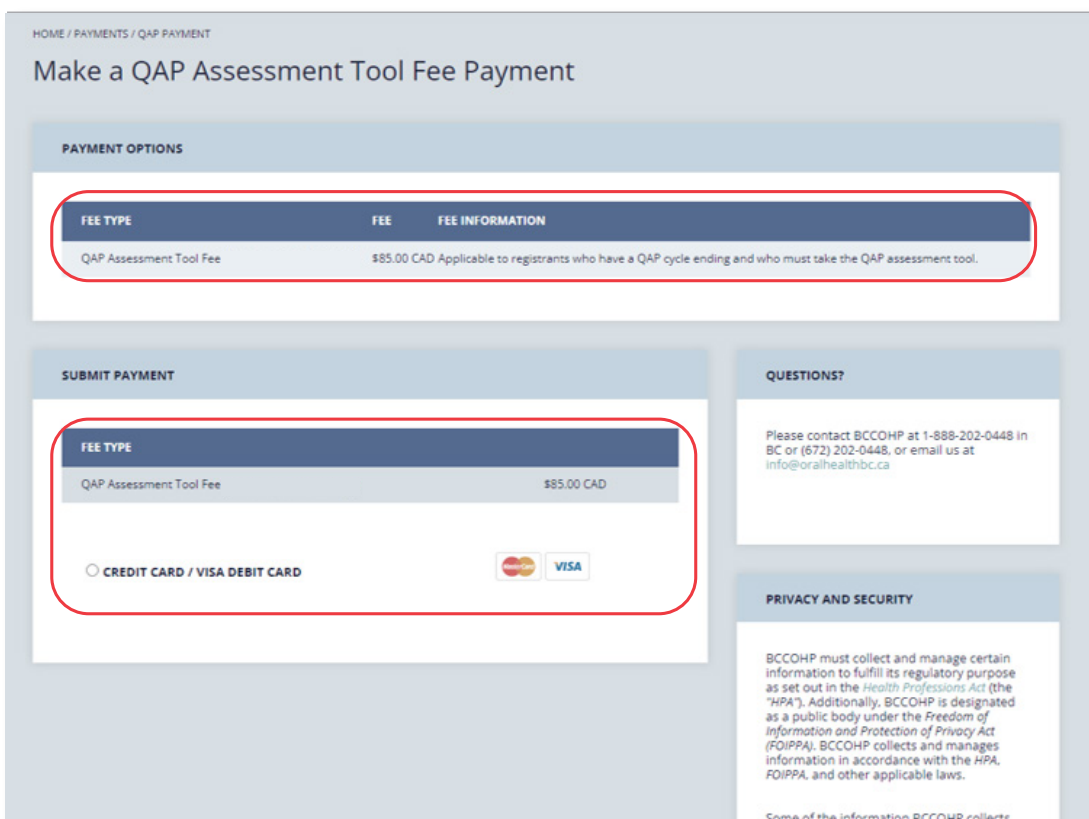 HOME / PAYMENTS / QAP PAYMENT
Make a QAP Assessment Tool Fee Payment
PAYMENT OPTIONS
FEE TYPE FEE FEE INFORMATION
QAP Assessment Tool Fee $85.00 CAD Applicable to registrants who have a QAP cycle ending and who must take the QAP assessment tool.
SUBMIT PAYMENT
FEE TYPE
QAP Assessment Tool Fee $85.00 CAD
CREDIT CARD / VISA DEBIT CARD MasterCard VISA
QUESTIONS?
Please contact BCCOHP at 1-888-202-0448 in
BC or (672) 202-0448, or email us at
info@oralhealthbc.ca
PRIVACY AND SECURITY
BCCOHP must collect and manage certain
information to fulfill its regulatory purpose
as set out in the Health Professions Act (the
"HPA"). Additionally, BCCOHP is designated
as a public body under the Freedom of
Information and Protection of Privacy Act
(FOIPPA). BCCOHP collects and manages
information in accordance with the HPA,
FOIPPA, and other applicable laws.
Some of the information BCCOHP collects